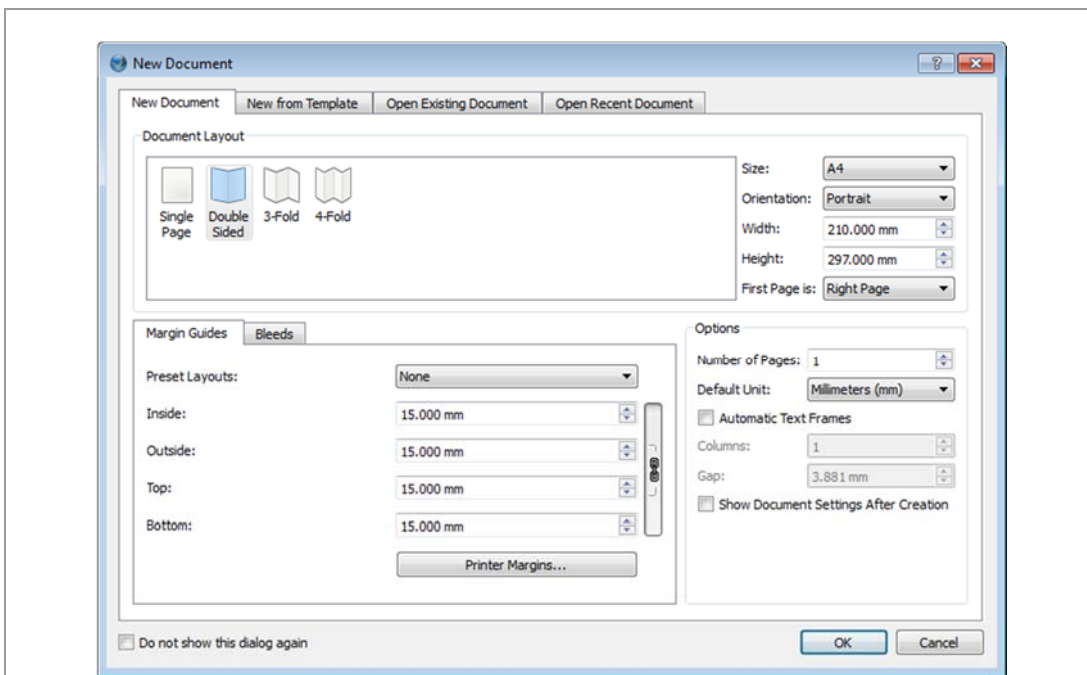 New Document
New Document New from Template Open Existing Document Open Recent Document
Document Layout
Single Page
Double Sided
3-Fold
4-Fold
Size: A4
Orientation: Portrait
Width: 210.000 mm
Height: 297.000 mm
First Page is: Right Page
Margin Guides Bleeds
Preset Layouts: None
Inside: 15.000 mm
Outside: 15.000 mm
Top: 15.000 mm
Bottom: 15.000 mm
Printer Margins...
Options
Number of Pages: 1
Default Unit: Millimeters (mm)
Automatic Text Frames
Columns: 1
Gap: 3.881 mm
Show Document Settings After Creation
Do not show this dialog again
OK Cancel